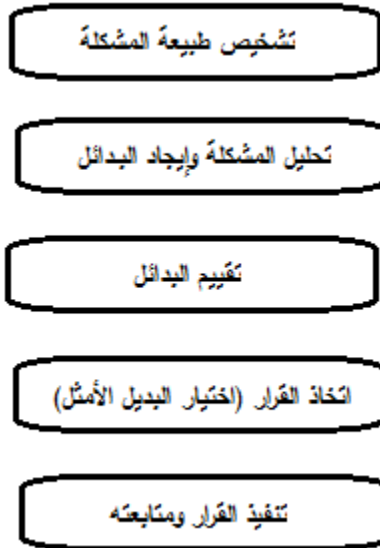 تشخيص طبيعة المشكلة
تحليل المشكلة وإيجاد البدائل
تقييم البدائل
اتخاذ القرار (اختيار البديل الأمثل)
تنفيذ القرار ومتابعته